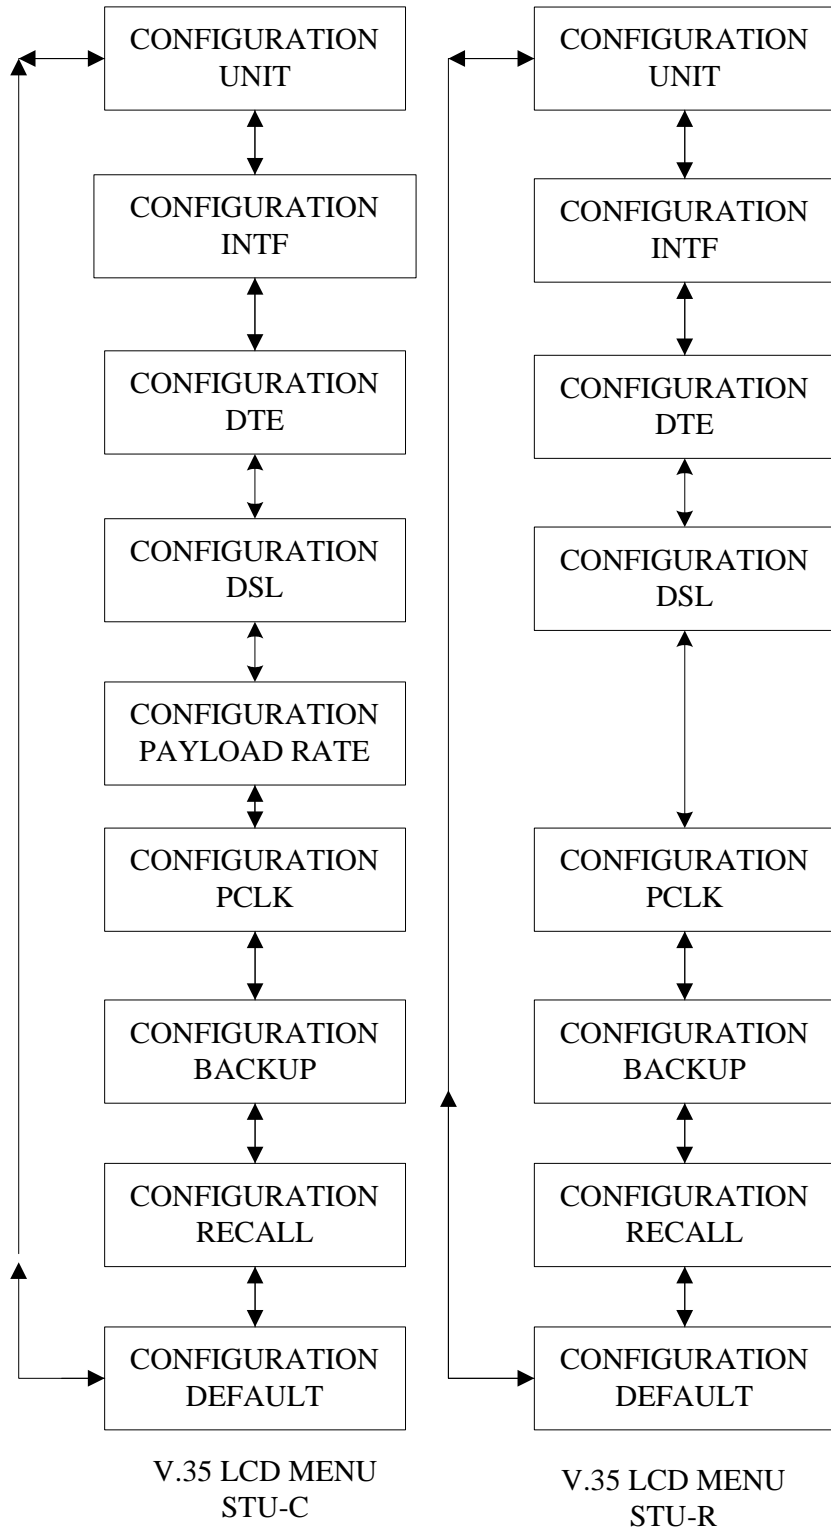 CONFIGURATION
UNIT
CONFIGURATION
INTF
CONFIGURATION
DTE
CONFIGURATION
DSL
CONFIGURATION
PAYLOAD RATE
CONFIGURATION
PCLK
CONFIGURATION
BACKUP
CONFIGURATION
RECALL
CONFIGURATION
DEFAULT
V.35 LCD MENU
STU-C
CONFIGURATION
UNIT
CONFIGURATION
INTF
CONFIGURATION
DTE
CONFIGURATION
DSL
CONFIGURATION
PCLK
CONFIGURATION
BACKUP
CONFIGURATION
RECALL
CONFIGURATION
DEFAULT
V.35 LCD MENU
STU-R